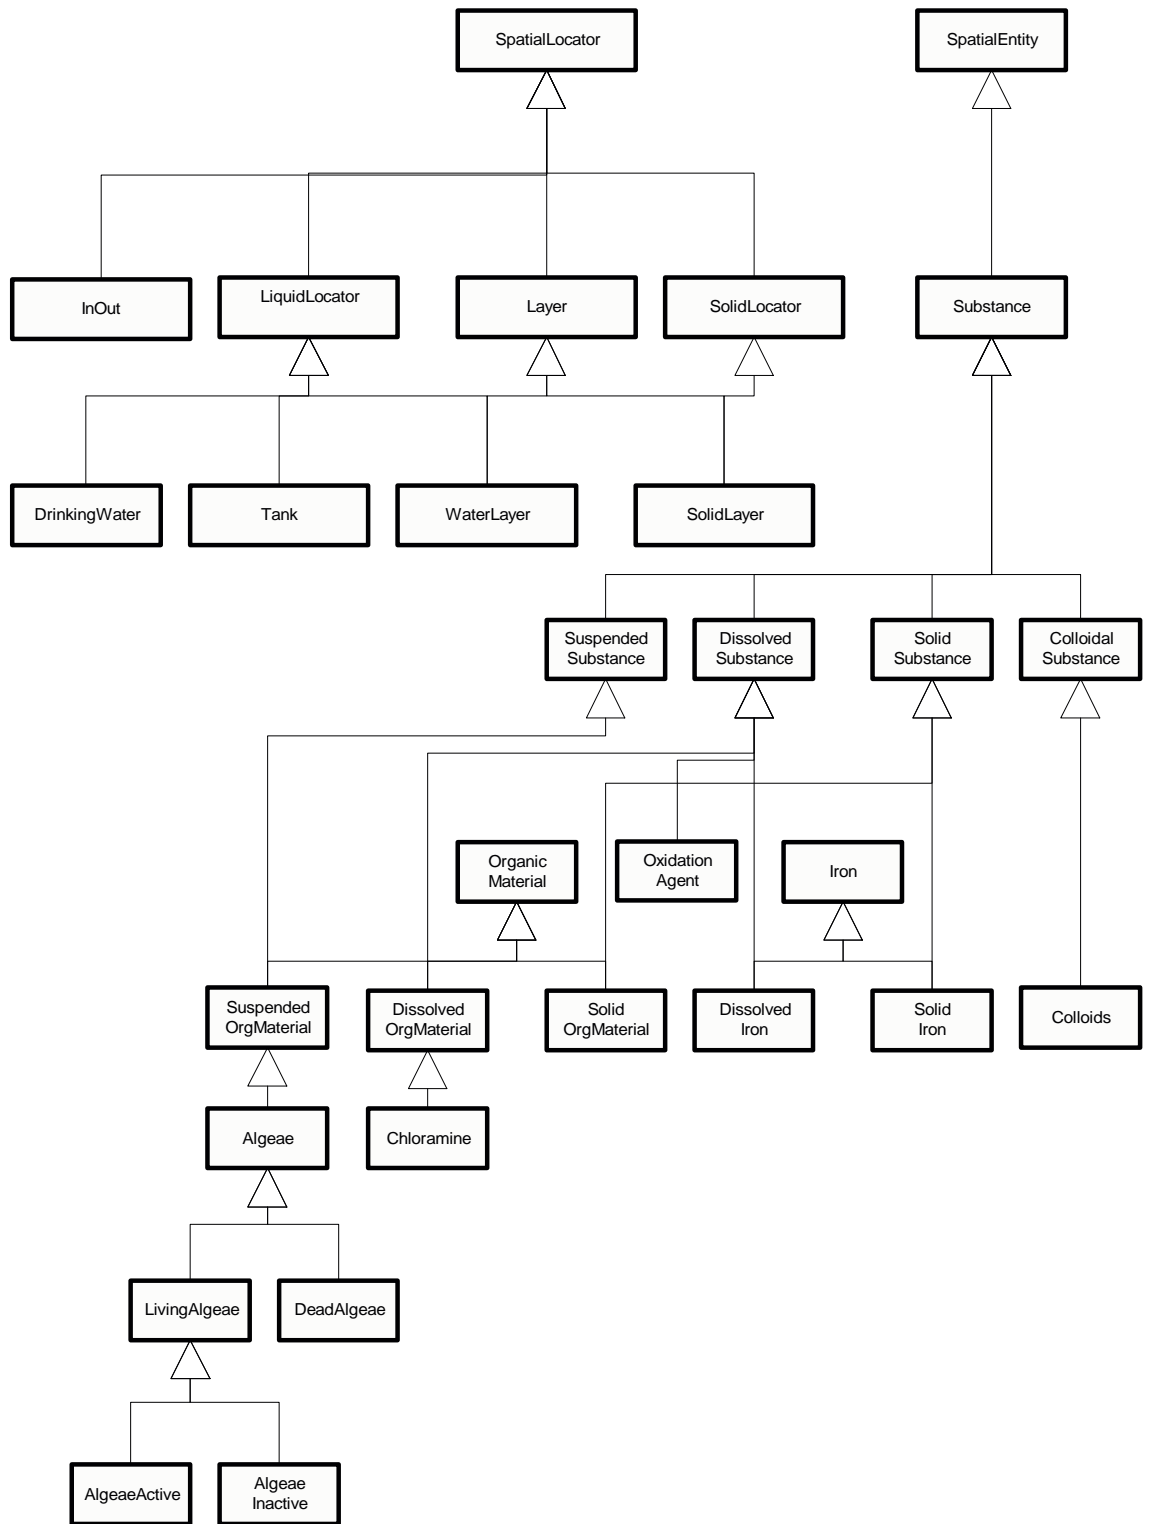 SpatialLocator
SpatialEntity
InOut
LiquidLocator
Layer
SolidLocator
Substance
DrinkingWater
Tank
WaterLayer
SolidLayer
Suspended
Substance
Dissolved
Substance
Solid
Substance
Colloidal
Substance
Organic
Material
Oxidation
Agent
Iron
Suspended
OrgMaterial
Dissolved
OrgMaterial
Solid
OrgMaterial
Dissolved
Iron
Solid
Iron
Colloids
Algeae
Chloramine
LivingAlgeae
DeadAlgeae
AlgeaeActive
Algeae
Inactive